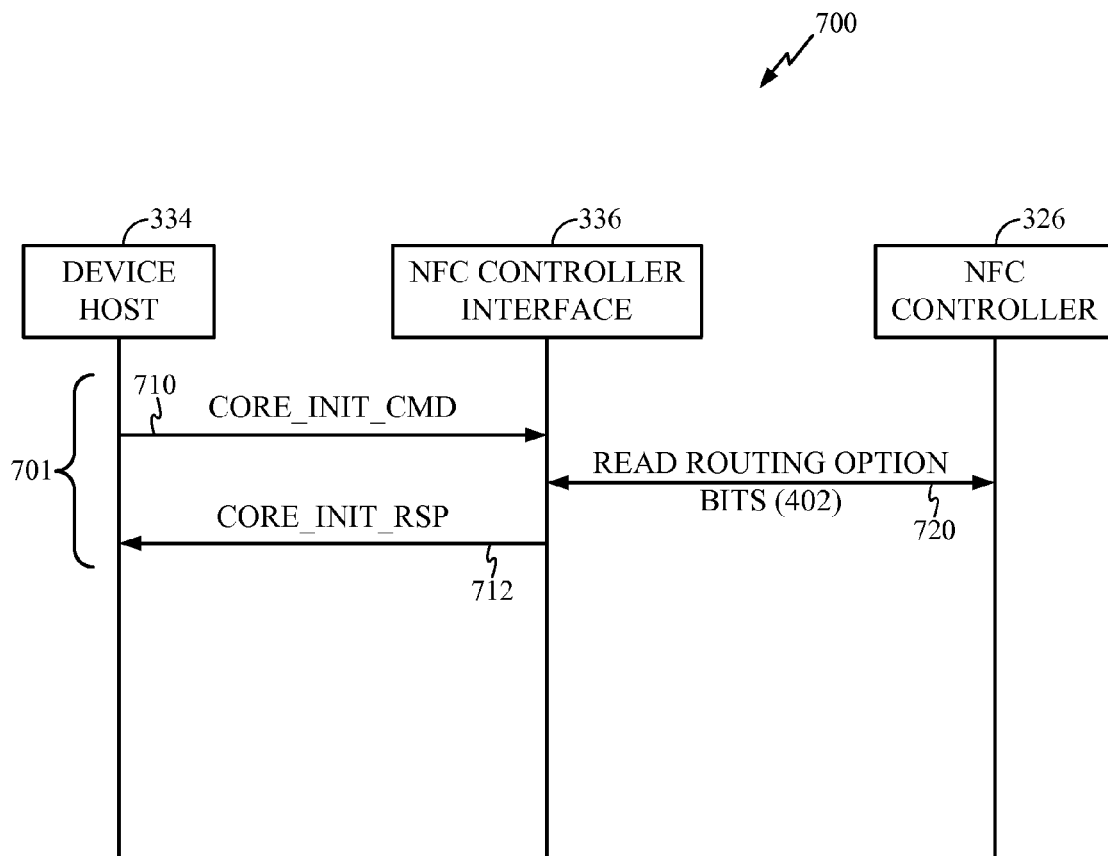 700
334
336
326
DEVICE
HOST
NFC CONTROLLER
INTERFACE
NFC
CONTROLLER
710
CORE_INIT_CMD
701
READ ROUTING OPTION
BITS (402)
720
CORE_INIT_RSP
712